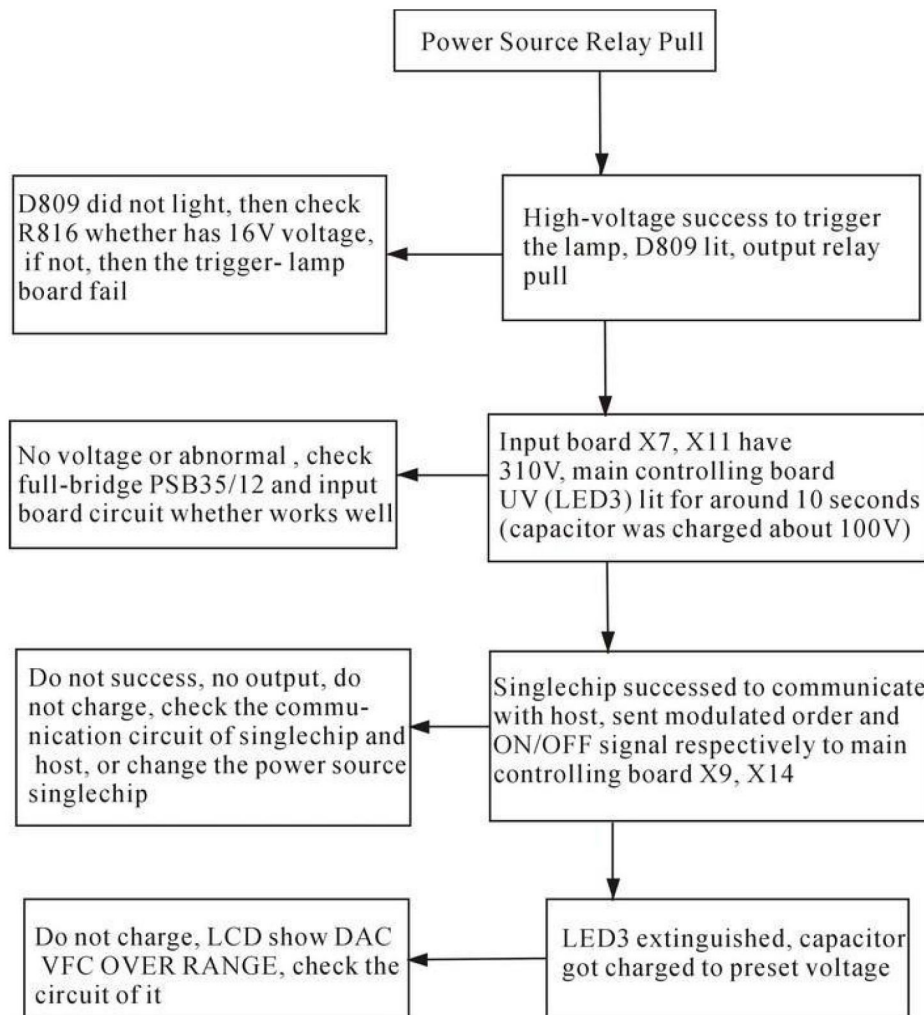 Power Source Relay Pull
D809 did not light, then check
R816 whether has 16V voltage,
if not, then the trigger- lamp
board fail
High-voltage success to trigger
the lamp, D809 lit, output relay
pull
No voltage or abnormal , check
full-bridge PSB35/12 and input
board circuit whether works well
Input board X7, X11 have
310V, main controlling board
UV (LED3) lit for around 10 seconds
(capacitor was charged about 100V)
Do not success, no output, do
not charge, check the commu-
nication circuit of singlechip and
host, or change the power source
singlechip
Singlechip successed to communicate
with host, sent modulated order and
ON/OFF signal respectively to main
controlling board X9, X14
Do not charge, LCD show DAC
VFC OVER RANGE, check the
circuit of it
LED3 extinguished, capacitor
got charged to preset voltage